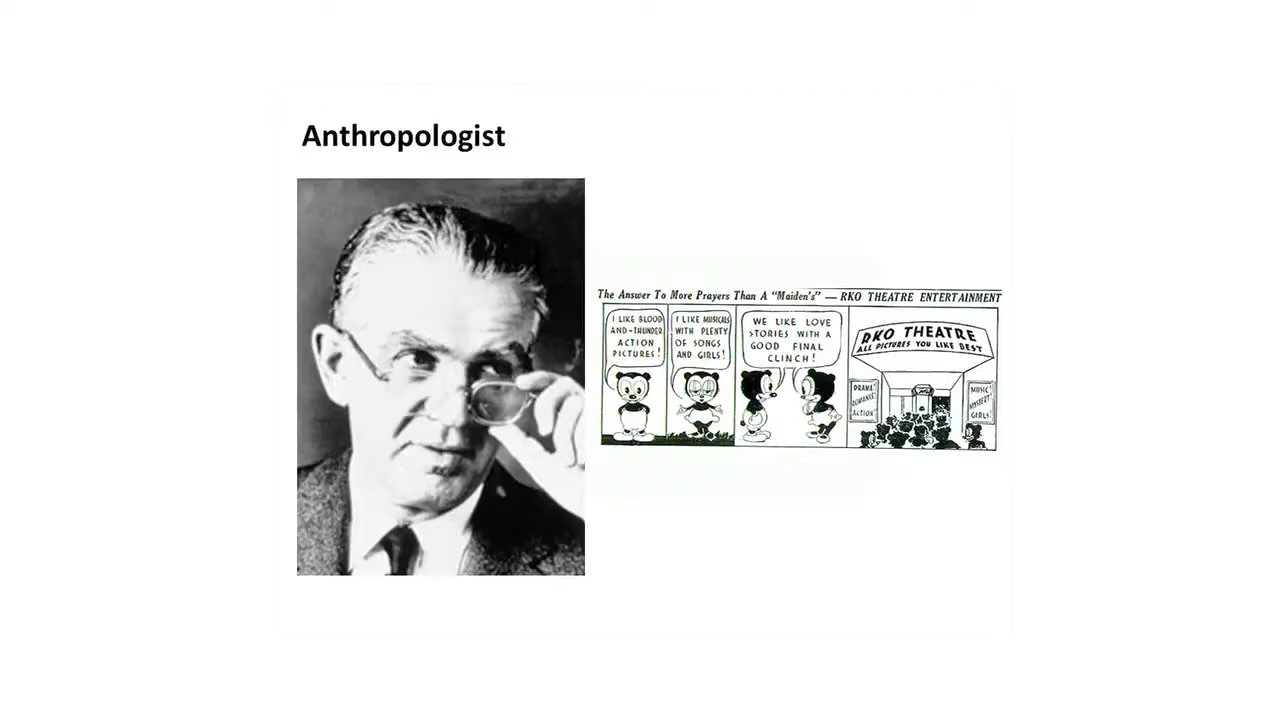 Anthropologist
The Answer To More Prayers Than A "Maiden's" — RKO THEATRE ENTERTAINMENT
I LIKE BLOOD
AND-THUNDER
ACTION
PICTURES!
I LIKE MUSICALS
WITH PLENTY
OF SONGS
AND GIRLS!
WE LIKE LOVE
STORIES WITH A
GOOD FINAL
CLINCH!
RKO THEATRE
ALL PICTURES YOU LIKE BEST
DRAMA!
ROMANCE!
ACTION!
MUSIC!
MYSTERY!
GIRLS!